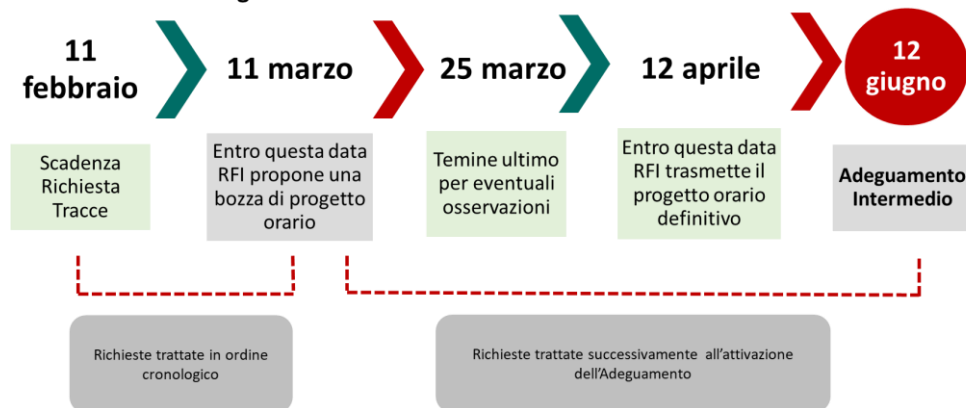 11
febbraio
11 marzo
25 marzo
12 aprile
12
giugno
Scadenza
Richiesta
Tracce
Entro questa data
RFI propone una
bozza di progetto
orario
Temine ultimo
per eventuali
osservazioni
Entro questa data
RFI trasmette il
progetto orario
definitivo
Adeguamento
Intermedio
Richieste trattate in ordine
cronologico
Richieste trattate successivamente all'attivazione
dell'Adeguamento